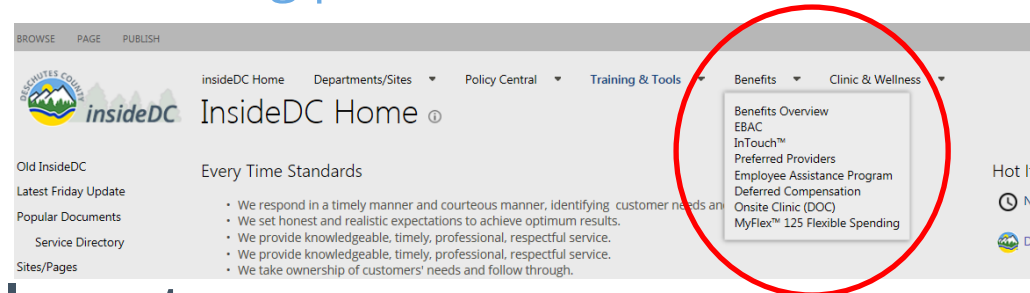 BROWSE PAGE PUBLISH
DESCHUTES COUNTY
insideDC
insideDC Home Departments/Sites Policy Central Training & Tools Benefits Clinic & Wellness
InsideDC Home
Benefits Overview
EBAC
InTouch™
Preferred Providers
Employee Assistance Program
Deferred Compensation
Onsite Clinic (DOC)
MyFlex™ 125 Flexible Spending
Old InsideDC
Latest Friday Update
Popular Documents
Service Directory
Sites/Pages
Every Time Standards
• We respond in a timely manner and courteous manner, identifying customer needs
• We set honest and realistic expectations to achieve optimum results.
• We provide knowledgeable, timely, professional, respectful service.
• We provide knowledgeable, timely, professional, respectful service.
• We take ownership of customers' needs and follow through.
Hot